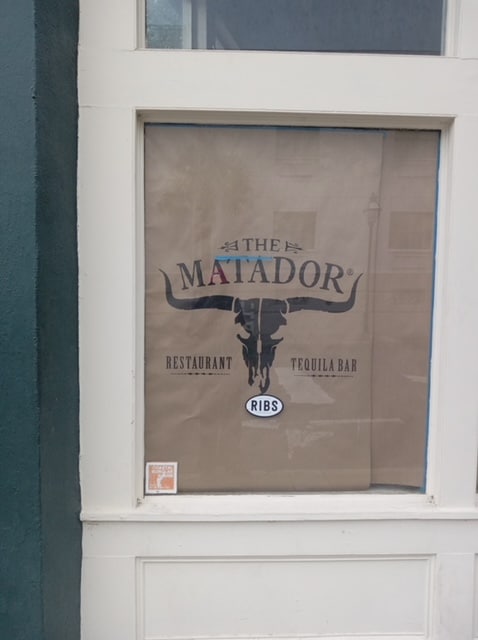 THE
MATADOR®
RESTAURANT TEQUILA BAR
RIBS